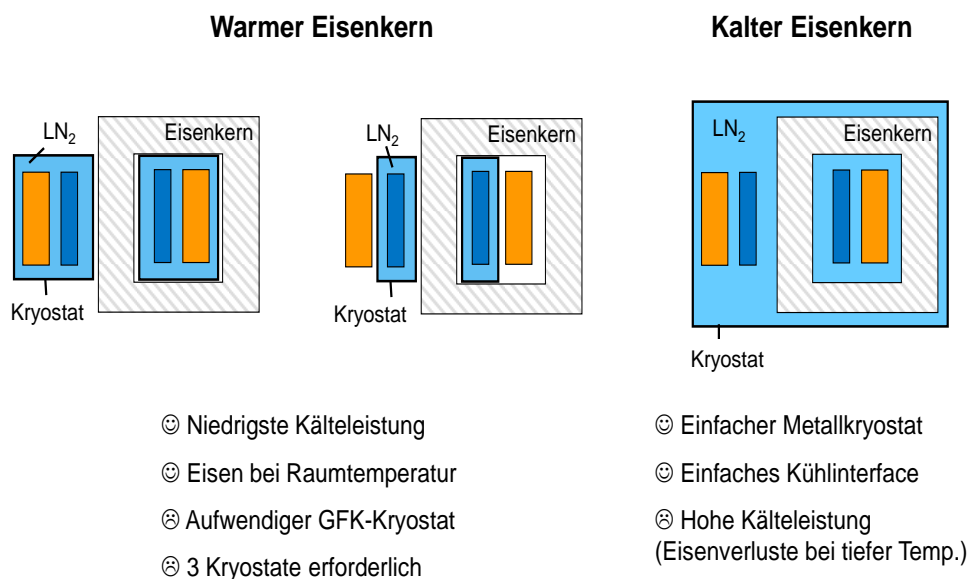 Warmer Eisenkern
Kalter Eisenkern
LN₂
Eisenkern
Kryostat
LN₂
Eisenkern
Kryostat
LN₂
Eisenkern
Kryostat
☺ Niedrigste Kälteleistung
☺ Eisen bei Raumtemperatur
☹ Aufwendiger GFK-Kryostat
☹ 3 Kryostate erforderlich
☺ Einfacher Metallkryostat
☺ Einfaches Kühlinterface
☹ Hohe Kälteleistung
(Eisenverluste bei tiefer Temp.)